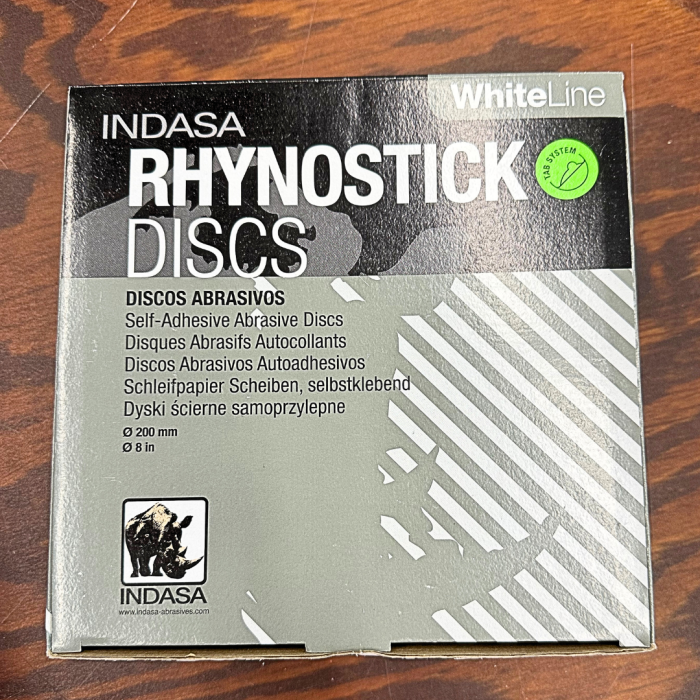 WhiteLine
INDASA
RHYNOSTICK
TAB SYSTEM
DISCS
DISCOS ABRASIVOS
Self-Adhesive Abrasive Discs
Disques Abrasifs Autocollants
Discos Abrasivos Autoadhesivos
Schleifpapier Scheiben, selbstklebend
Dyski ścierne samoprzylepne
Ø 200 mm
Ø 8 in
INDASA
www.indasa-abrasives.com